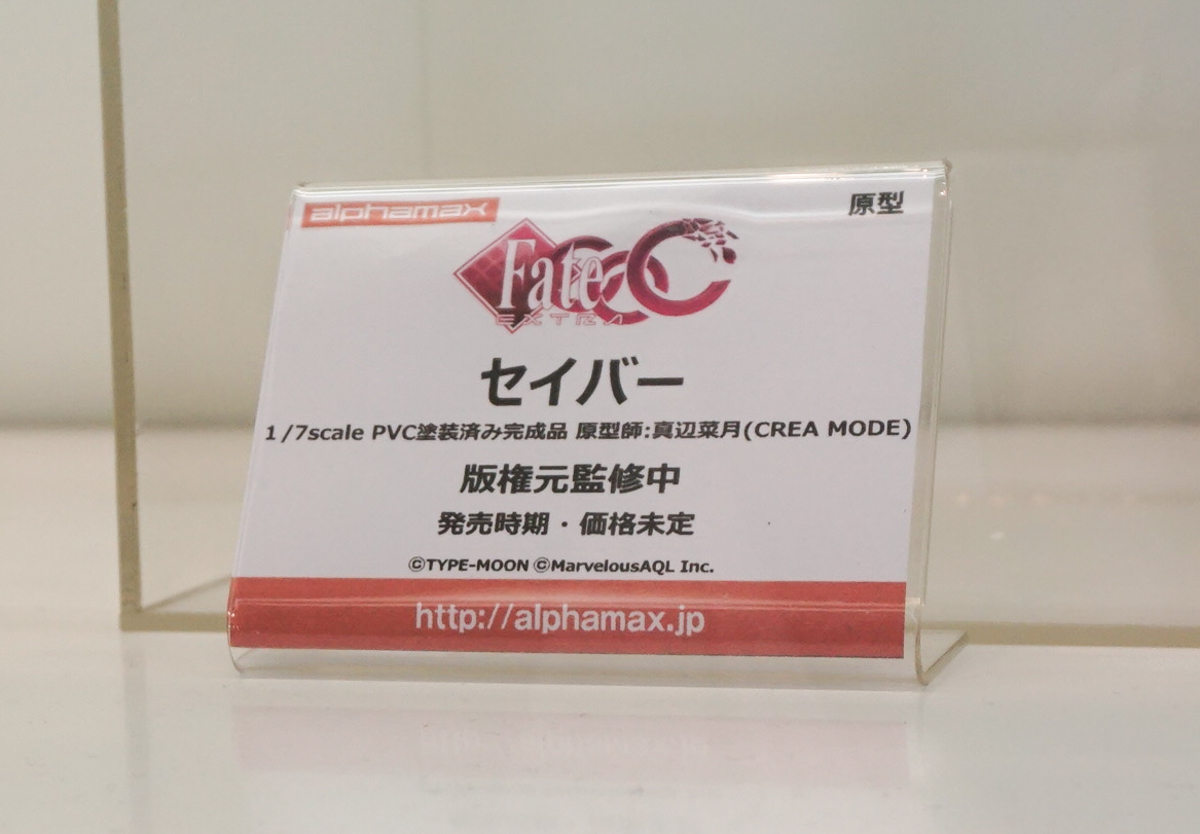 alphamax
原型
Fate CCC
EXTRA
セイバー
1/7scale PVC塗装済み完成品 原型師:真辺菜月(CREA MODE)
版権元監修中
発売時期・価格未定
©TYPE-MOON ©MarvelousAQL Inc.
http://alphamax.jp